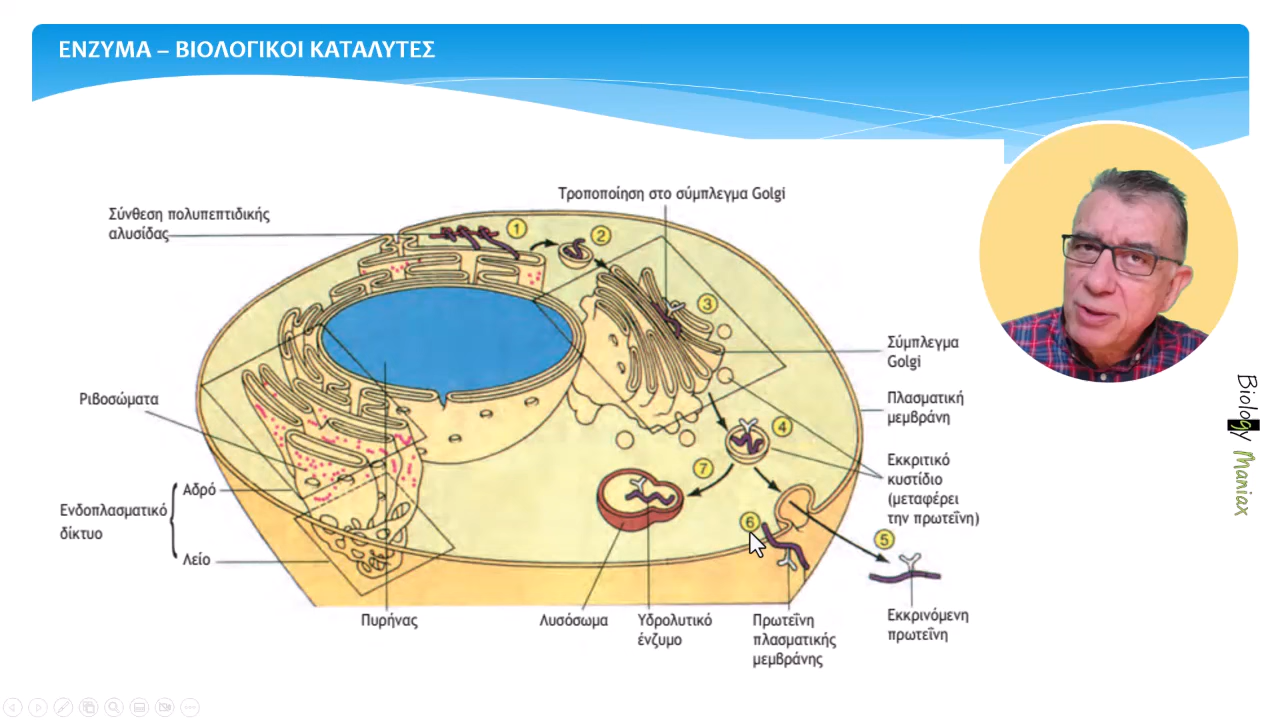 ΕΝΖΥΜΑ – ΒΙΟΛΟΓΙΚΟΙ ΚΑΤΑΛΥΤΕΣ
Τροποποίηση στο σύμπλεγμα Golgi
Σύνθεση πολυπεπτιδικής
αλυσίδας
1
2
3
Σύμπλεγμα
Golgi
Ριβοσώματα
Πλασματική
μεμβράνη
4
Εκκριτικό
κυστίδιο
(μεταφέρει
την πρωτεΐνη)
7
Αδρό
Ενδοπλασματικό
δίκτυο
Λείο
6
5
Πυρήνας
Λυσόσωμα
Υδρολυτικό
ένζυμο
Πρωτεΐνη
πλασματικής
μεμβράνης
Εκκρινόμενη
πρωτεΐνη
Biology Maniax